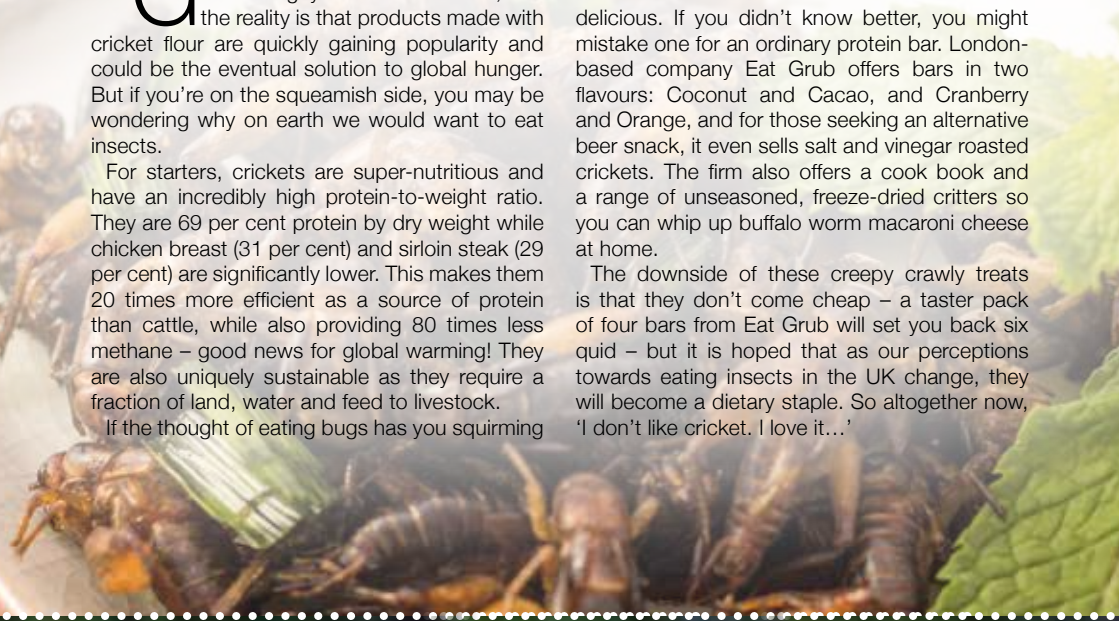 the reality is that products made with
cricket flour are quickly gaining popularity and
could be the eventual solution to global hunger.
But if you’re on the squeamish side, you may be
wondering why on earth we would want to eat
insects.
For starters, crickets are super-nutritious and
have an incredibly high protein-to-weight ratio.
They are 69 per cent protein by dry weight while
chicken breast (31 per cent) and sirloin steak (29
per cent) are significantly lower. This makes them
20 times more efficient as a source of protein
than cattle, while also providing 80 times less
methane – good news for global warming! They
are also uniquely sustainable as they require a
fraction of land, water and feed to livestock.
If the thought of eating bugs has you squirming
delicious. If you didn’t know better, you might
mistake one for an ordinary protein bar. London-
based company Eat Grub offers bars in two
flavours: Coconut and Cacao, and Cranberry
and Orange, and for those seeking an alternative
beer snack, it even sells salt and vinegar roasted
crickets. The firm also offers a cook book and
a range of unseasoned, freeze-dried critters so
you can whip up buffalo worm macaroni cheese
at home.
The downside of these creepy crawly treats
is that they don’t come cheap – a taster pack
of four bars from Eat Grub will set you back six
quid – but it is hoped that as our perceptions
towards eating insects in the UK change, they
will become a dietary staple. So altogether now,
‘I don’t like cricket. I love it…’